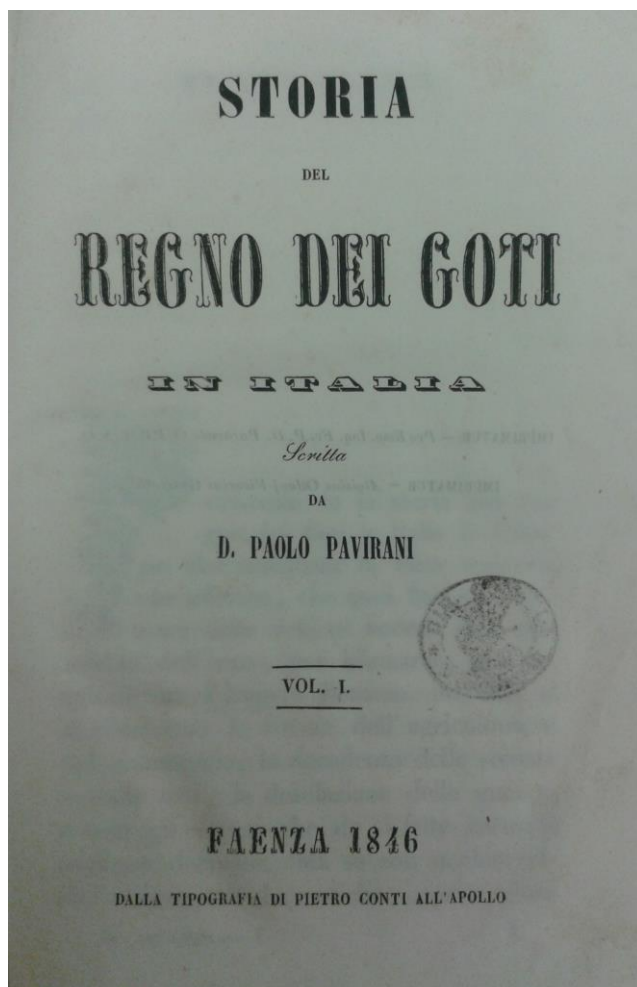 STORIA
DEL
REGNO DEI GOTI
IN ITALIA
Scritta
DA
D. PAOLO PAVIRANI
VOL. I.
FAENZA 1846
DALLA TIPOGRAFIA DI PIETRO CONTI ALL'APOLLO